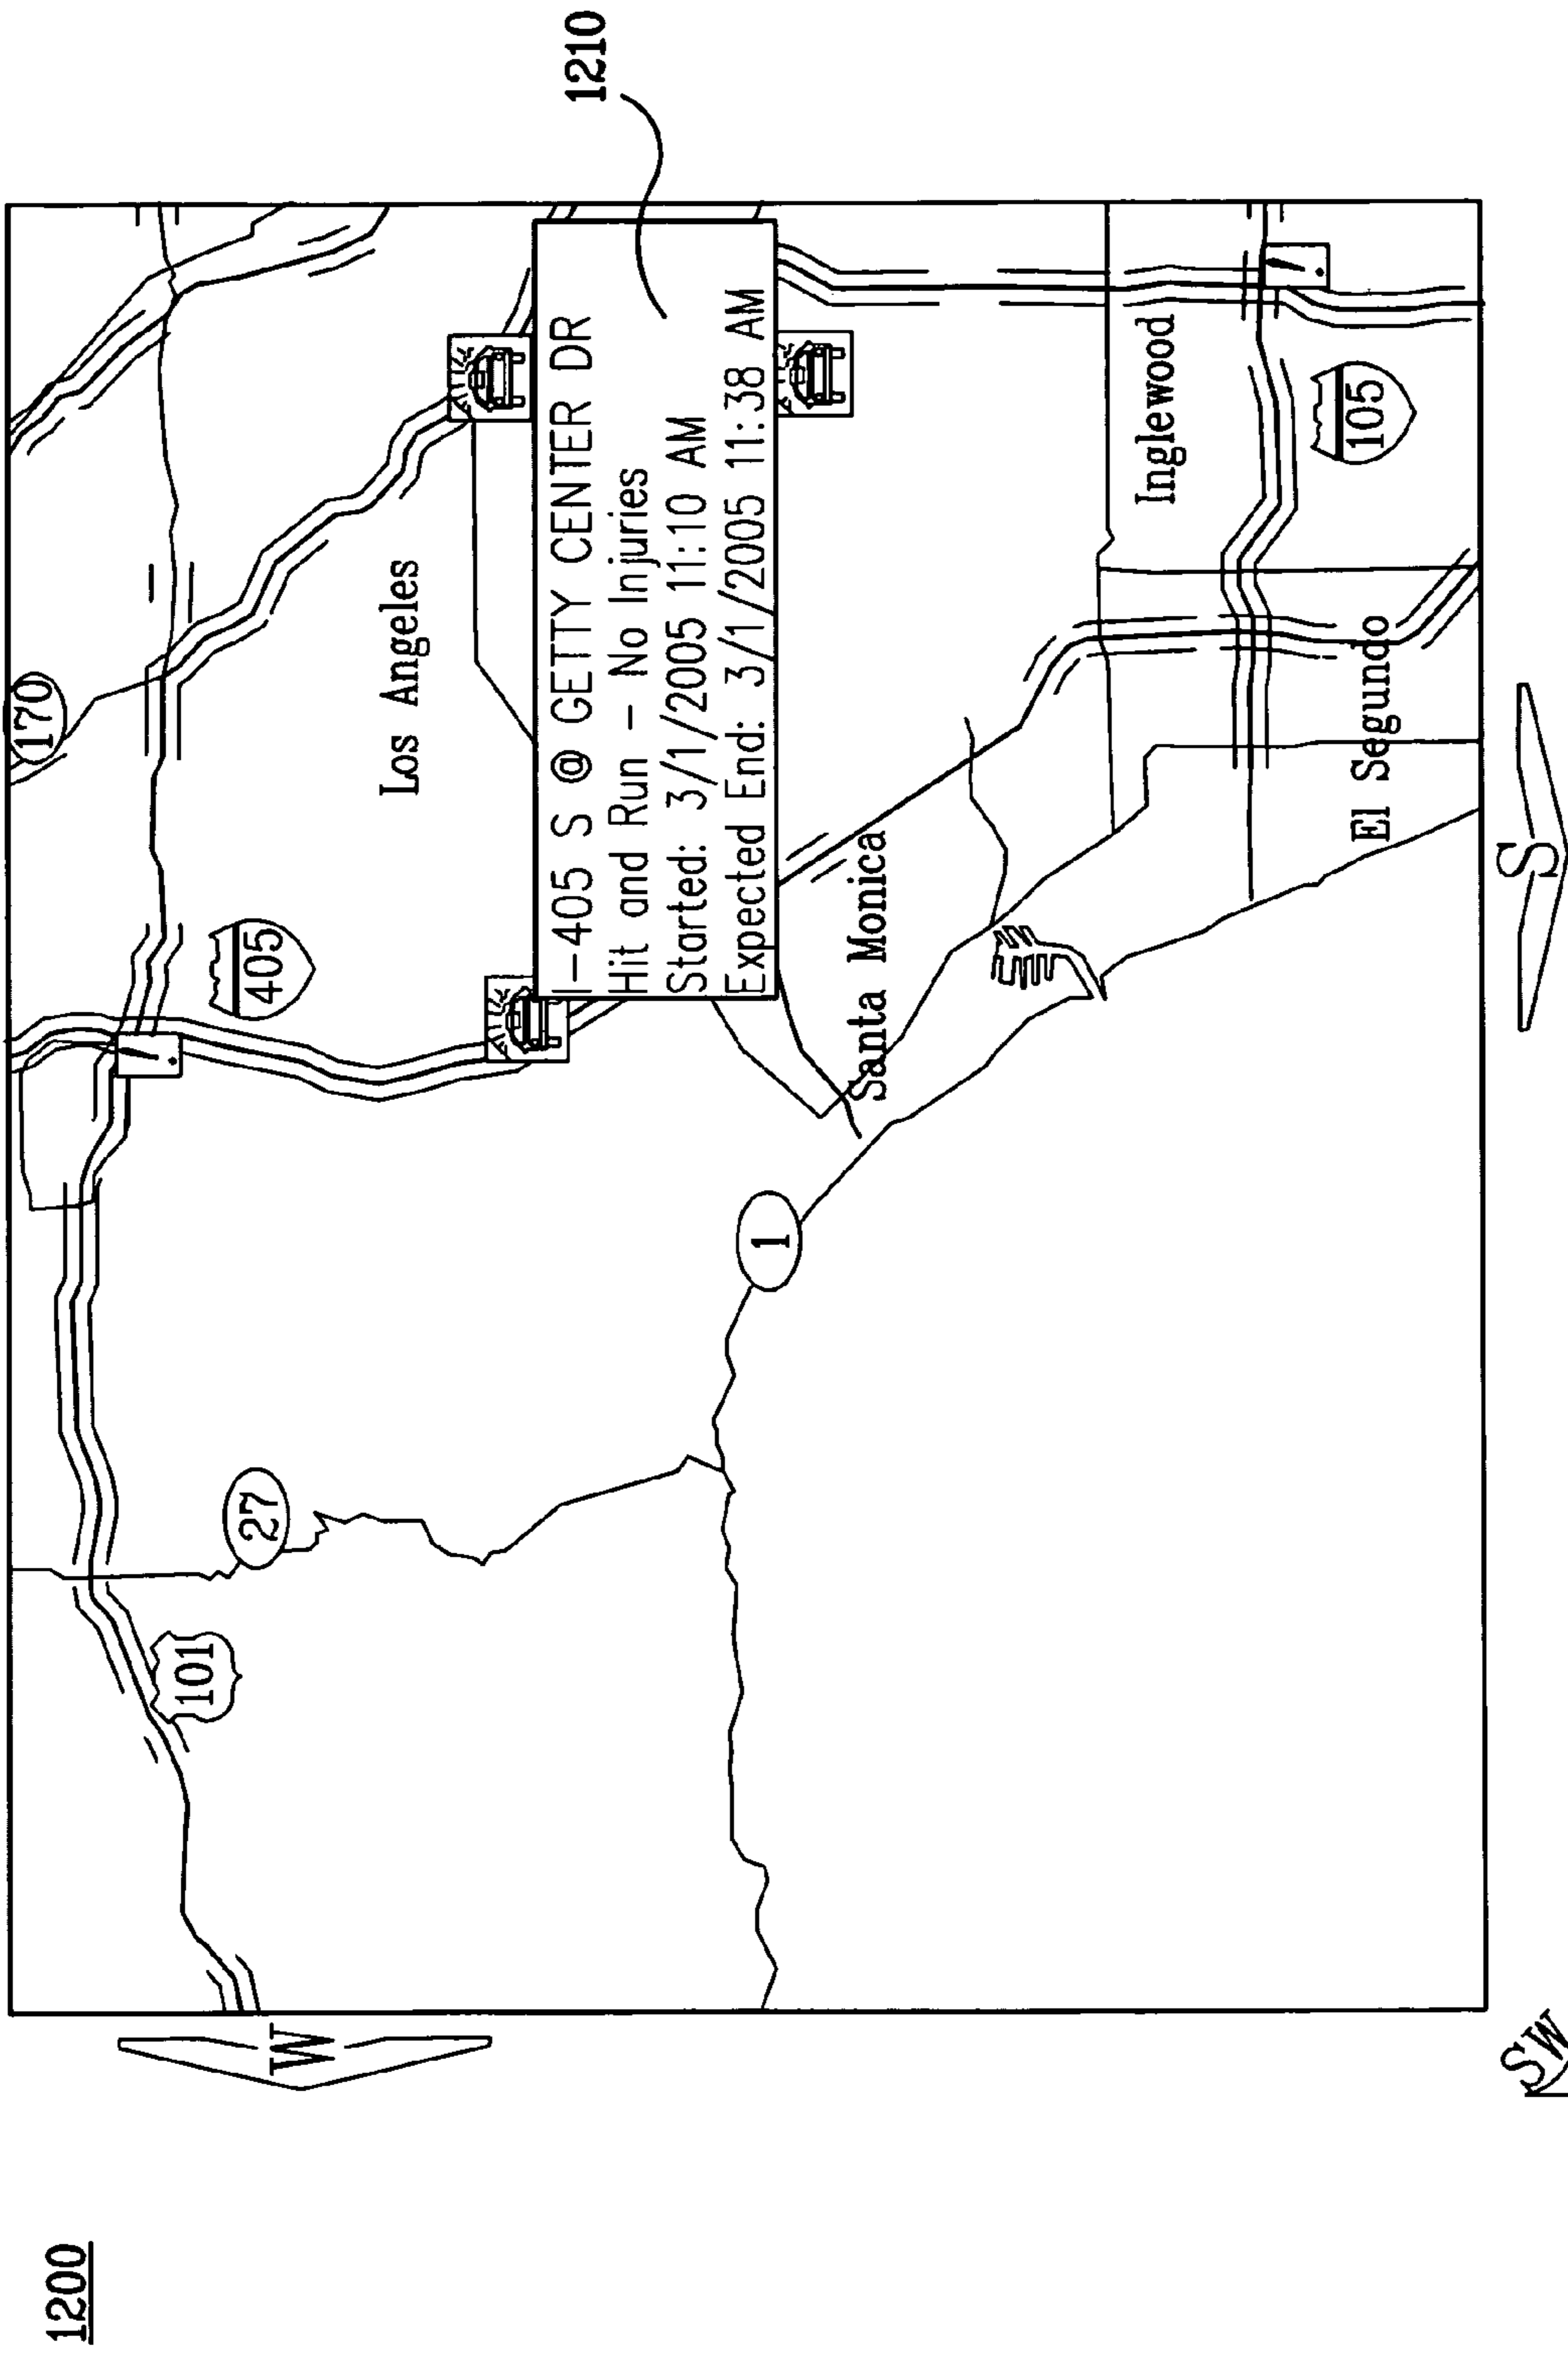 1200
170
101
27
405
Los Angeles
I-405 S @ GETTY CENTER DR
Hit and Run - No Injuries
Started: 3/1/2005 11:10 AM
Expected End: 3/1/2005 11:38 AM
1210
1
Santa Monica
Inglewood
105
El Segundo
W
S
SW